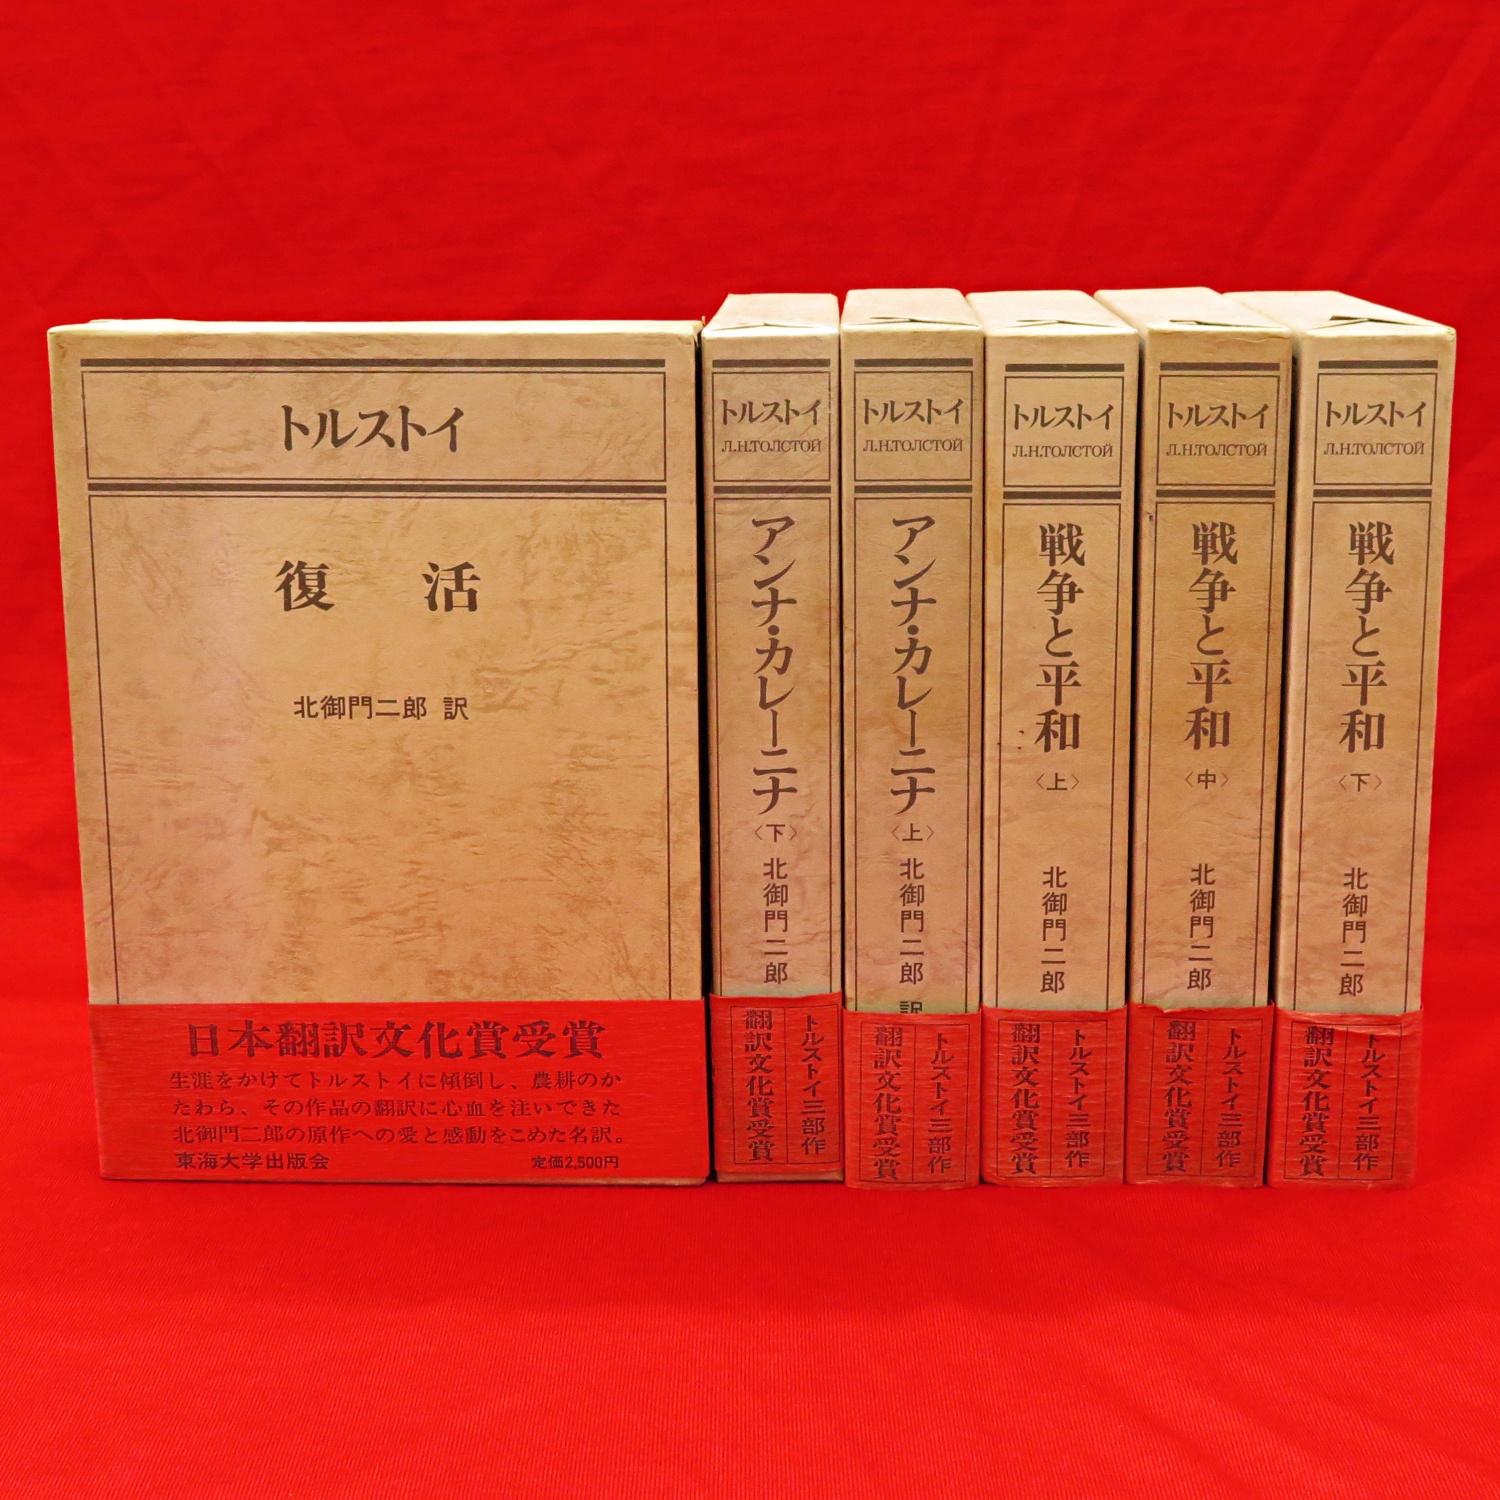 トルストイ
復活
北御門二郎 訳
日本翻訳文化賞受賞
生涯をかけてトルストイに傾倒し、農耕のか
たわら、その作品の翻訳に心血を注いできた
北御門二郎の原作への愛と感動をこめた名訳。
東海大学出版会 定価2,500円
トルストイ
Л.Н.ТОЛСТОЙ
アンナ・カレーニナ〈下〉
北御門二郎
トルストイ三部作
翻訳文化賞受賞
トルストイ
Л.Н.ТОЛСТОЙ
アンナ・カレーニナ〈上〉
北御門二郎 訳
トルストイ三部作
翻訳文化賞受賞
トルストイ
Л.Н.ТОЛСТОЙ
戦争と平和〈上〉
北御門二郎
トルストイ三部作
翻訳文化賞受賞
トルストイ
Л.Н.ТОЛСТОЙ
戦争と平和〈中〉
北御門二郎
トルストイ三部作
翻訳文化賞受賞
トルストイ
Л.Н.ТОЛСТОЙ
戦争と平和〈下〉
北御門二郎
トルストイ三部作
翻訳文化賞受賞